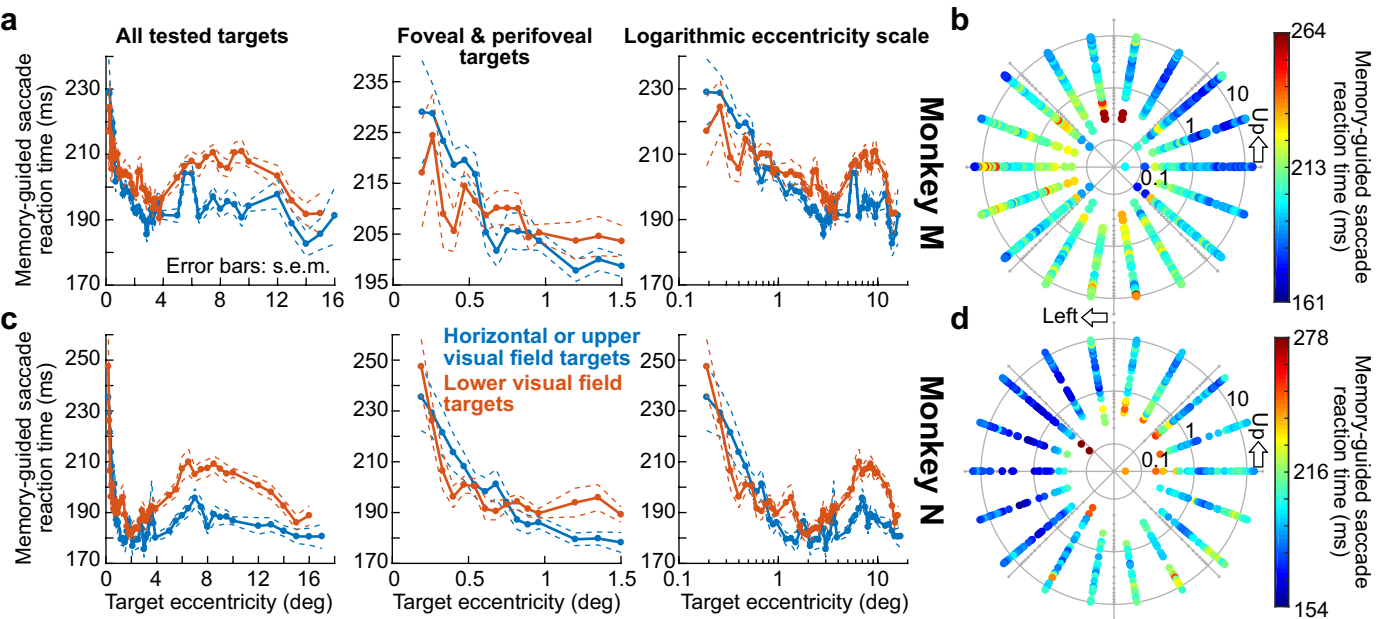 a
All tested targets
Foveal & perifoveal
targets
Logarithmic eccentricity scale
Memory-guided saccade
reaction time (ms)
230
210
190
170
0
4
8
12
16
Error bars: s.e.m.
235
225
215
205
195
0
0.5
1
1.5
230
210
190
170
0.1
1
10
Monkey M
b
10
1
0.1
Up
264
213
161
Memory-guided saccade
reaction time (ms)
Left
c
Memory-guided saccade
reaction time (ms)
250
230
210
190
170
0
4
8
12
16
Target eccentricity (deg)
Horizontal or upper
visual field targets
Lower visual field
targets
250
230
210
190
170
0
0.5
1
1.5
Target eccentricity (deg)
250
230
210
190
170
0.1
1
10
Target eccentricity (deg)
Monkey N
d
10
1
0.1
Up
278
216
154
Memory-guided saccade
reaction time (ms)